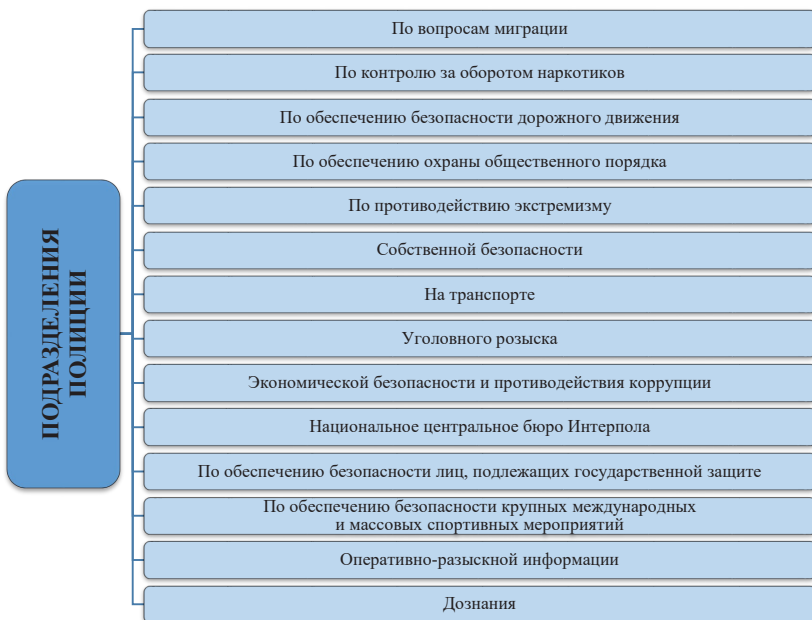 ПОДРАЗДЕЛЕНИЯ
ПОЛИЦИИ
По вопросам миграции
По контролю за оборотом наркотиков
По обеспечению безопасности дорожного движения
По обеспечению охраны общественного порядка
По противодействию экстремизму
Собственной безопасности
На транспорте
Уголовного розыска
Экономической безопасности и противодействия коррупции
Национальное центральное бюро Интерпола
По обеспечению безопасности лиц, подлежащих государственной защите
По обеспечению безопасности крупных международных
и массовых спортивных мероприятий
Оперативно-разыскной информации
Дознания